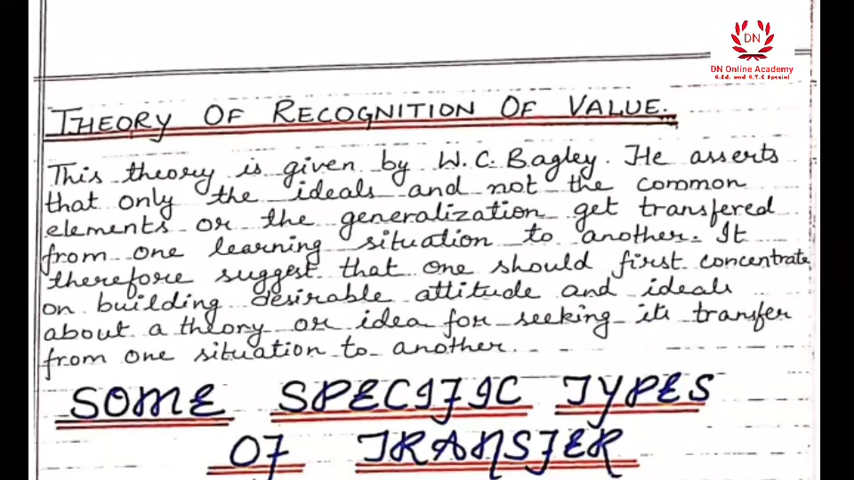 DN
DN Online Academy
B.Ed. and B.T.C Special
THEORY OF RECOGNITION OF VALUE.
This theory is given by W.C. Bagley. He asserts
that only the ideals and not the common
elements or the generalization get transfered
from one learning situation to another. It
therefore suggest that one should first concentrate
on building desirable attitude and ideals
about a theory or idea for seeking its transfer
from one situation to another.
SOME SPECIFIC TYPES
OF TRANSFER